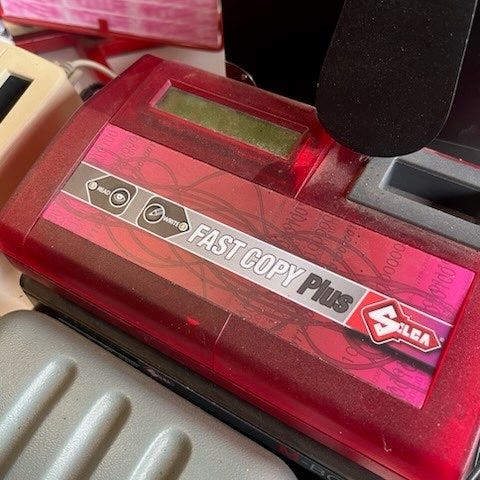 READ
WRITE
FAST COPY Plus
SILCA